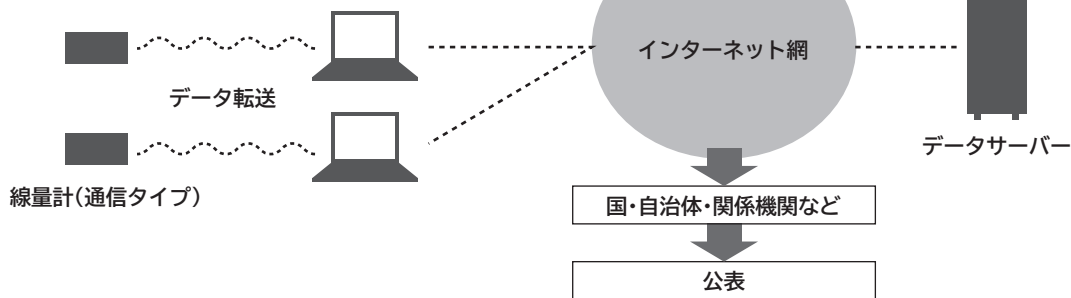 インターネット網
データ転送
データサーバー
線量計(通信タイプ)
国・自治体・関係機関など
公表